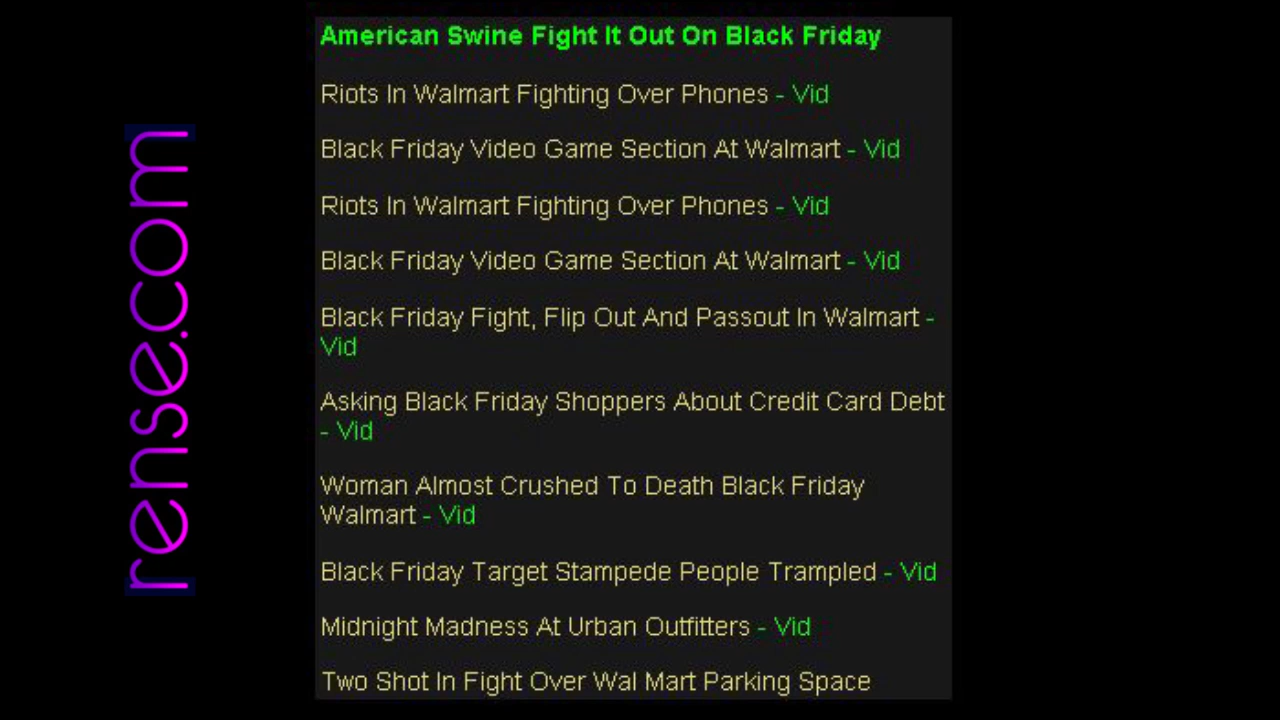 rense.com
American Swine Fight It Out On Black Friday
Riots In Walmart Fighting Over Phones - Vid
Black Friday Video Game Section At Walmart - Vid
Riots In Walmart Fighting Over Phones - Vid
Black Friday Video Game Section At Walmart - Vid
Black Friday Fight, Flip Out And Passout In Walmart -
Vid
Asking Black Friday Shoppers About Credit Card Debt
- Vid
Woman Almost Crushed To Death Black Friday
Walmart - Vid
Black Friday Target Stampede People Trampled - Vid
Midnight Madness At Urban Outfitters - Vid
Two Shot In Fight Over Wal Mart Parking Space